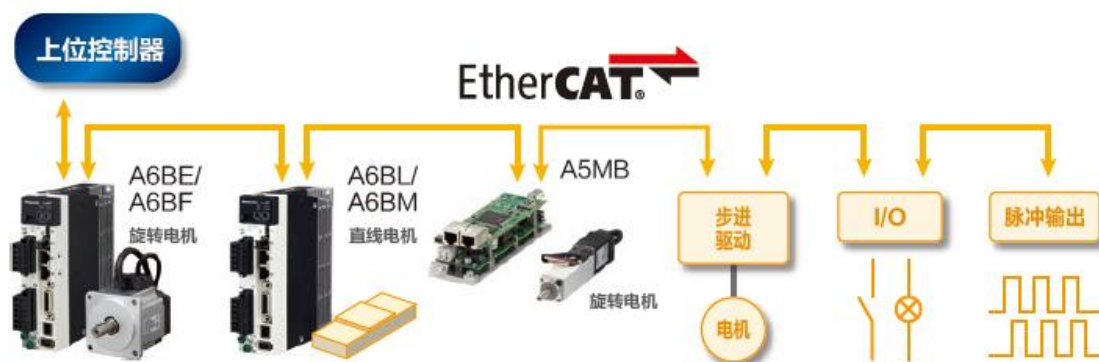 上位控制器
EtherCAT®
A6BE/
A6BF
旋转电机
A6BL/
A6BM
直线电机
A5MB
旋转电机
步进
驱动
电机
I/O
脉冲输出